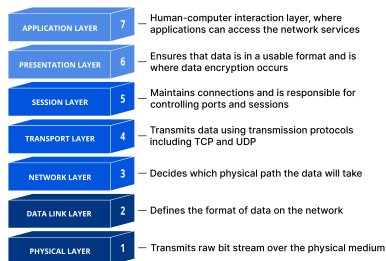 APPLICATION LAYER 7 Human-computer interaction layer, where
applications can access the network services
PRESENTATION LAYER 6 Ensures that data is in a usable format and is
where data encryption occurs
SESSION LAYER 5 Maintains connections and is responsible for
controlling ports and sessions
TRANSPORT LAYER 4 Transmits data using transmission protocols
including TCP and UDP
NETWORK LAYER 3 Decides which physical path the data will take
DATA LINK LAYER 2 Defines the format of data on the network
PHYSICAL LAYER 1 Transmits raw bit stream over the physical medium